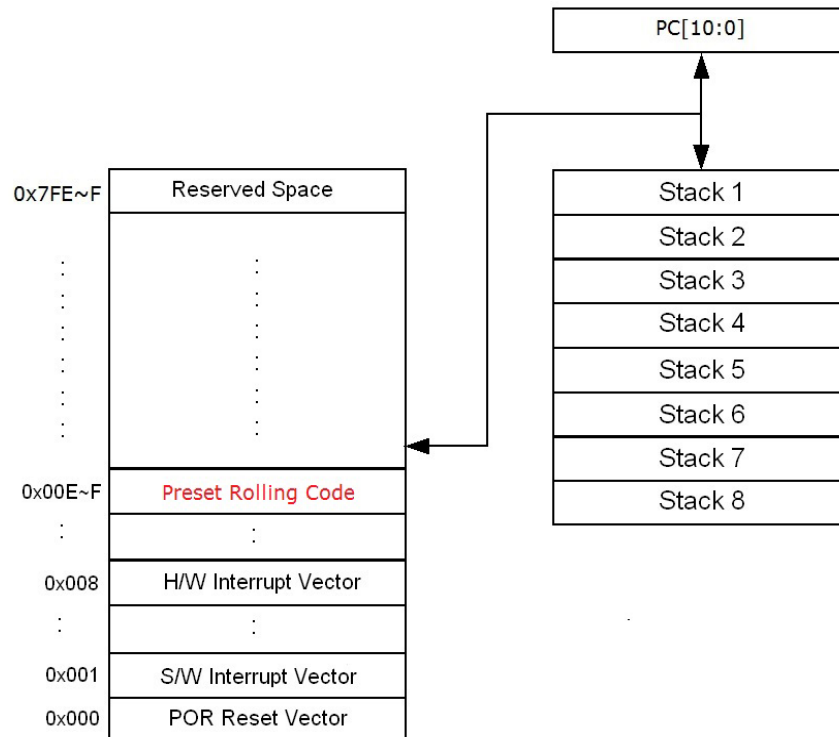 PC[10:0]
0x7FE~F Reserved Space
0x00E~F Preset Rolling Code
0x008 H/W Interrupt Vector
0x001 S/W Interrupt Vector
0x000 POR Reset Vector
Stack 1
Stack 2
Stack 3
Stack 4
Stack 5
Stack 6
Stack 7
Stack 8